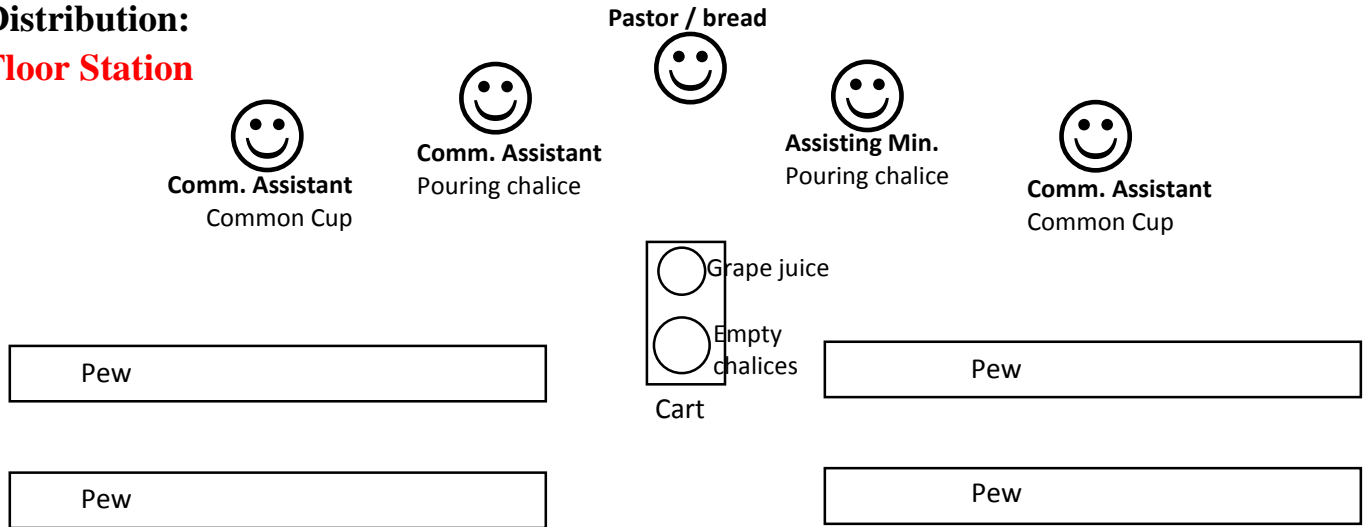 Distribution:
Floor Station
Pastor / bread
Comm. Assistant
Common Cup
Comm. Assistant
Pouring chalice
Assisting Min.
Pouring chalice
Comm. Assistant
Common Cup
Grape juice
Empty
chalices
Cart
Pew
Pew
Pew
Pew